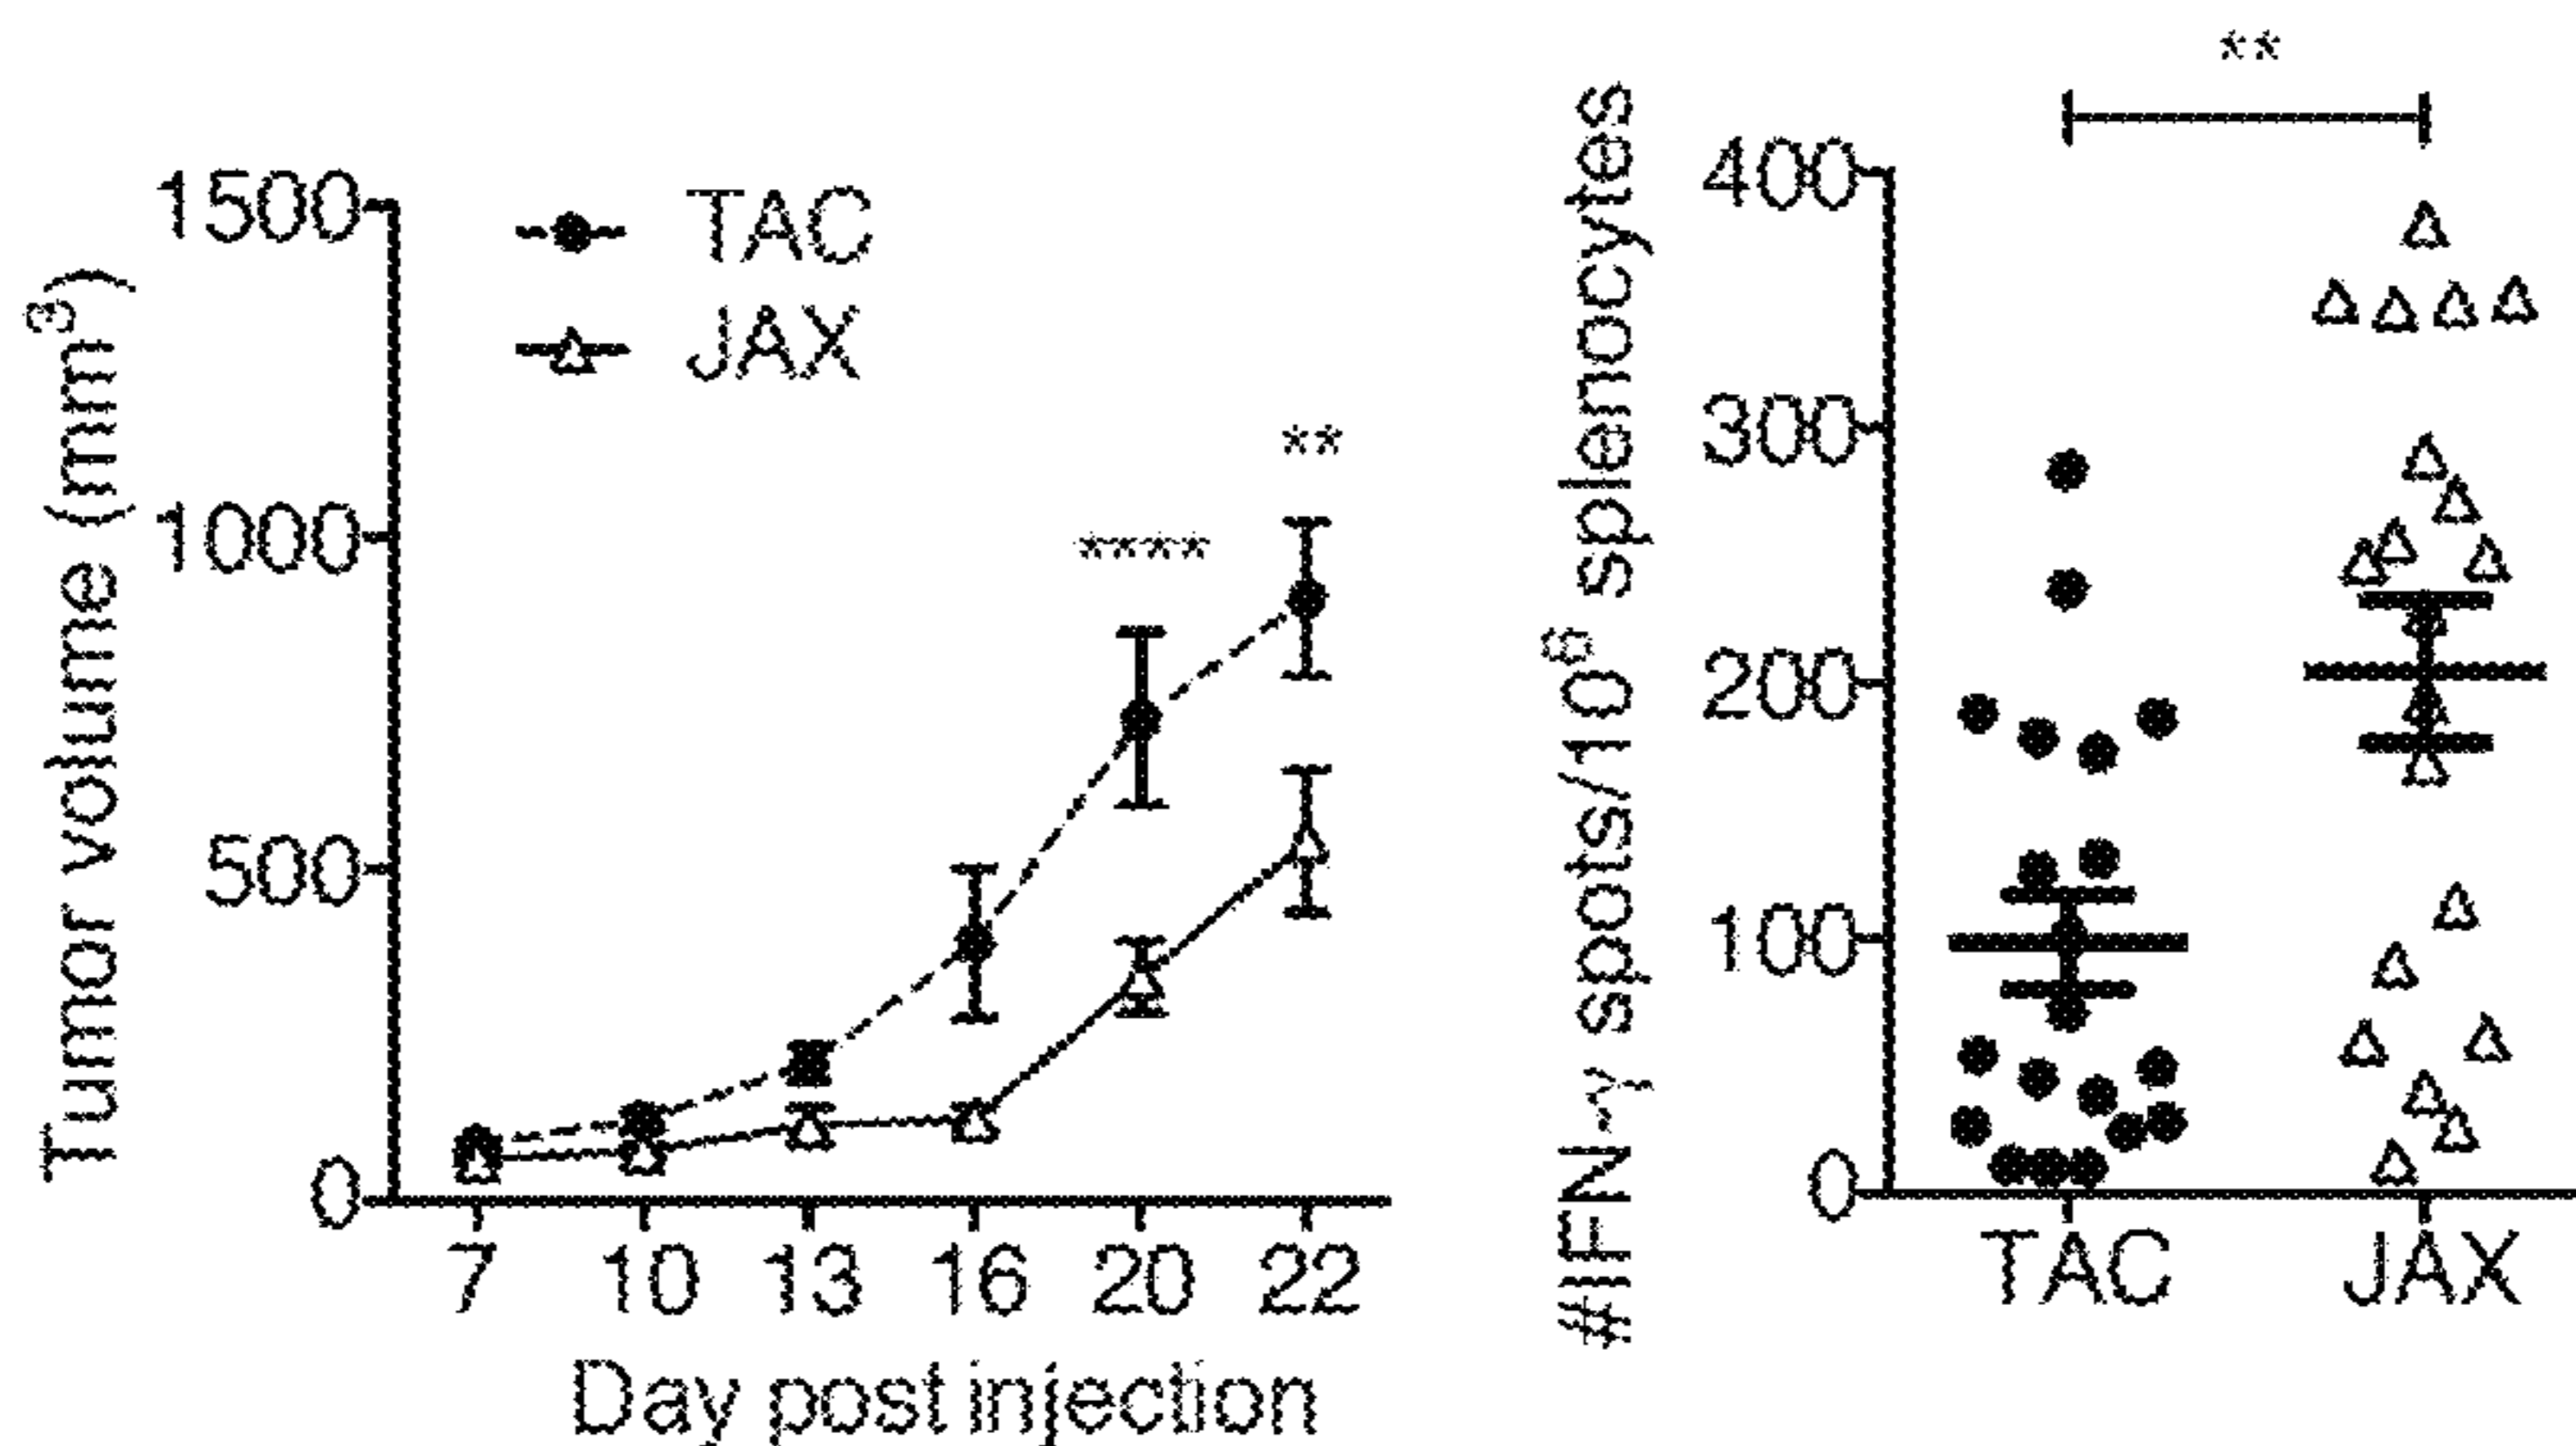 Tumor volume (mm³)
1500
1000
500
0
TAC
JAX
****
**
7 10 13 16 20 22
Day post injection
#IFN-γ spots/10⁶ splenocytes
400
300
200
100
0
**
TAC JAX